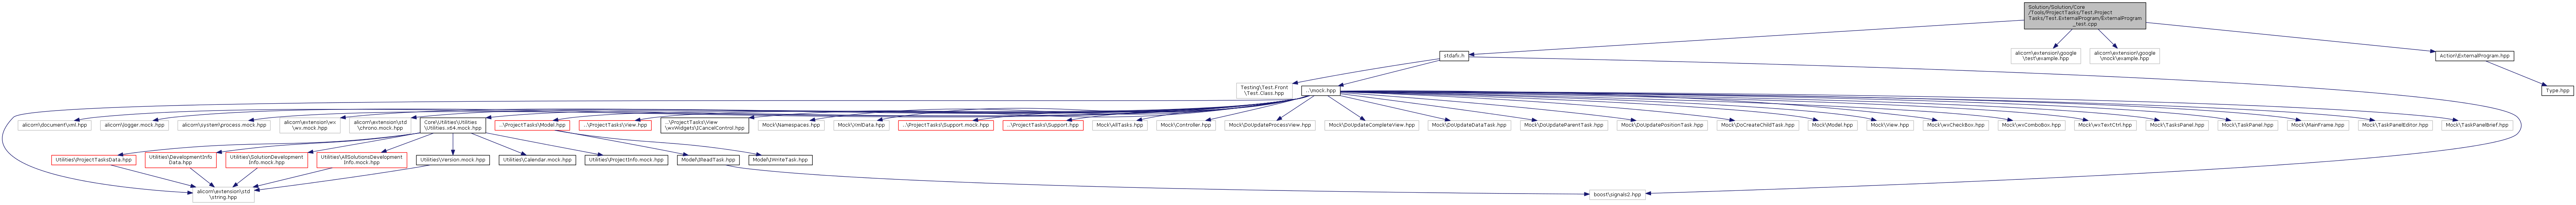 Solution/Solution/Core
/Tools/ProjectTasks/Test.Project
Tasks/Test.ExternalProgram/ExternalProgram
_test.cpp
stdafx.h
alicorn\extension\google
\test\example.hpp
alicorn\extension\google
\mock\example.hpp
Action\ExternalProgram.hpp
Testing\Test.Front
\Test.Class.hpp
..\mock.hpp
Type.hpp
alicorn\document\xml.hpp
alicorn\logger.mock.hpp
alicorn\system\process.mock.hpp
alicorn\extension\wx
\wx.mock.hpp
alicorn\extension\std
\chrono.mock.hpp
Core\Utilities\Utilities
\Utilities.x64.mock.hpp
..\ProjectTasks\Model.hpp
..\ProjectTasks\View.hpp
..\ProjectTasks\View
\wxWidgets\ICancelControl.hpp
Mock\Namespaces.hpp
Mock\XmlData.hpp
..\ProjectTasks\Support.mock.hpp
..\ProjectTasks\Support.hpp
Mock\AllTasks.hpp
Mock\Controller.hpp
Mock\DoUpdateProcessView.hpp
Mock\DoUpdateCompleteView.hpp
Mock\DoUpdateDataTask.hpp
Mock\DoUpdateParentTask.hpp
Mock\DoUpdatePositionTask.hpp
Mock\DoCreateChildTask.hpp
Mock\Model.hpp
Mock\View.hpp
Mock\wxCheckBox.hpp
Mock\wxComboBox.hpp
Mock\wxTextCtrl.hpp
Mock\TasksPanel.hpp
Mock\TaskPanel.hpp
Mock\MainFrame.hpp
Mock\TaskPanelEditor.hpp
Mock\TaskPanelBrief.hpp
Utilities\ProjectTasksData.hpp
Utilities\DevelopmentInfo
Data.hpp
Utilities\SolutionDevelopment
Info.mock.hpp
Utilities\AllSolutionsDevelopment
Info.mock.hpp
Utilities\Version.mock.hpp
Utilities\Calendar.mock.hpp
Utilities\ProjectInfo.mock.hpp
Model\IReadTask.hpp
Model\IWriteTask.hpp
alicorn\extension\std
\string.hpp
boost\signals2.hpp